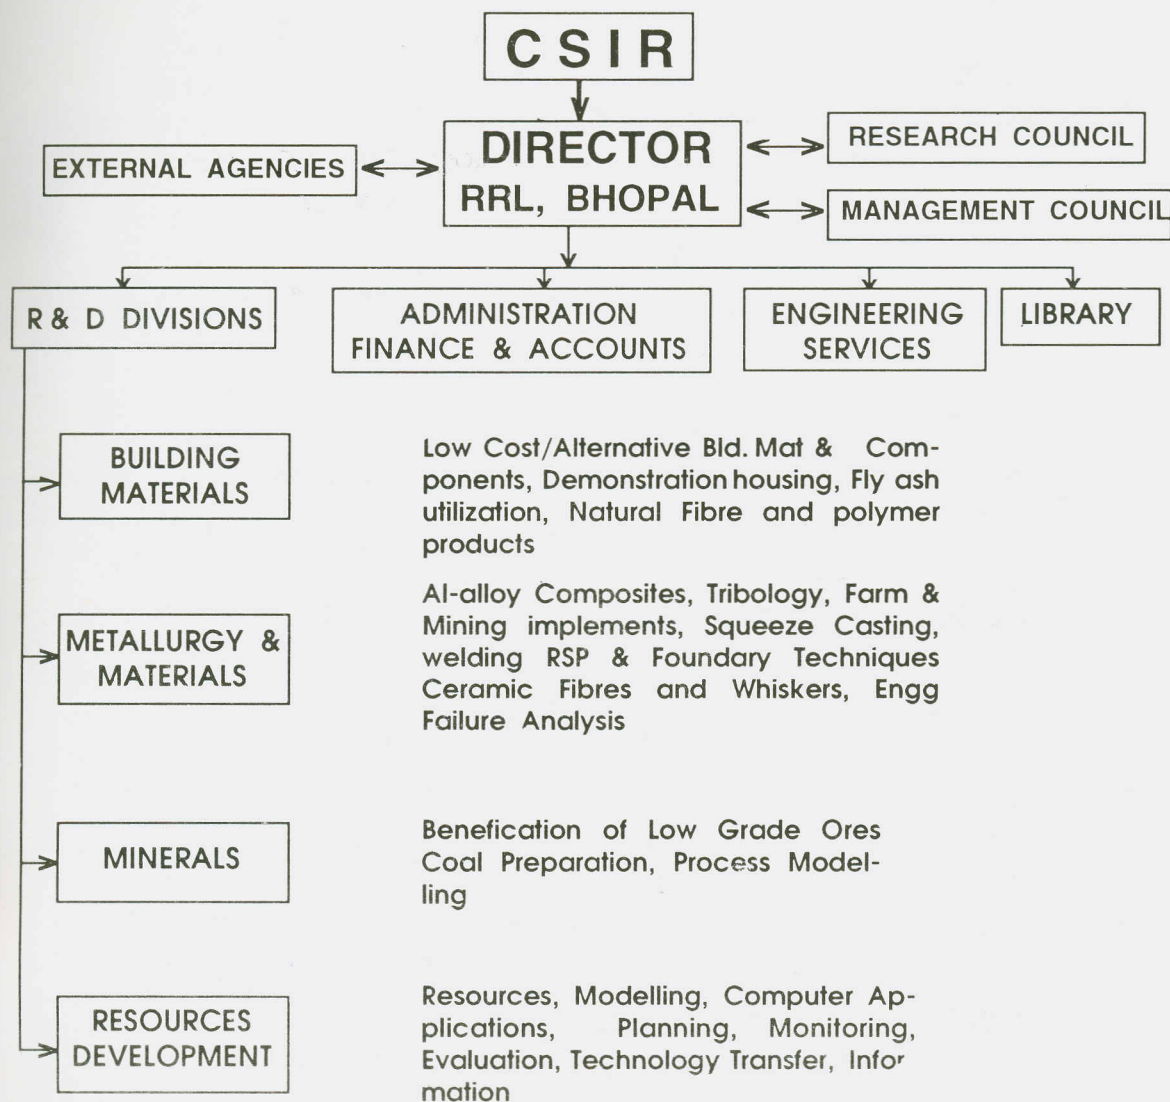 CSIR
DIRECTOR
RRL, BHOPAL
EXTERNAL AGENCIES
RESEARCH COUNCIL
MANAGEMENT COUNCIL
R & D DIVISIONS
ADMINISTRATION
FINANCE & ACCOUNTS
ENGINEERING
SERVICES
LIBRARY
BUILDING
MATERIALS
Low Cost/Alternative Bld. Mat & Com-
ponents, Demonstration housing, Fly ash
utilization, Natural Fibre and polymer
products
METALLURGY &
MATERIALS
Al-alloy Composites, Tribology, Farm &
Mining implements, Squeeze Casting,
welding RSP & Foundary Techniques
Ceramic Fibres and Whiskers, Engg
Failure Analysis
MINERALS
Benefication of Low Grade Ores
Coal Preparation, Process Model-
ling
RESOURCES
DEVELOPMENT
Resources, Modelling, Computer Ap-
plications, Planning, Monitoring,
Evaluation, Technology Transfer, Infor
mation